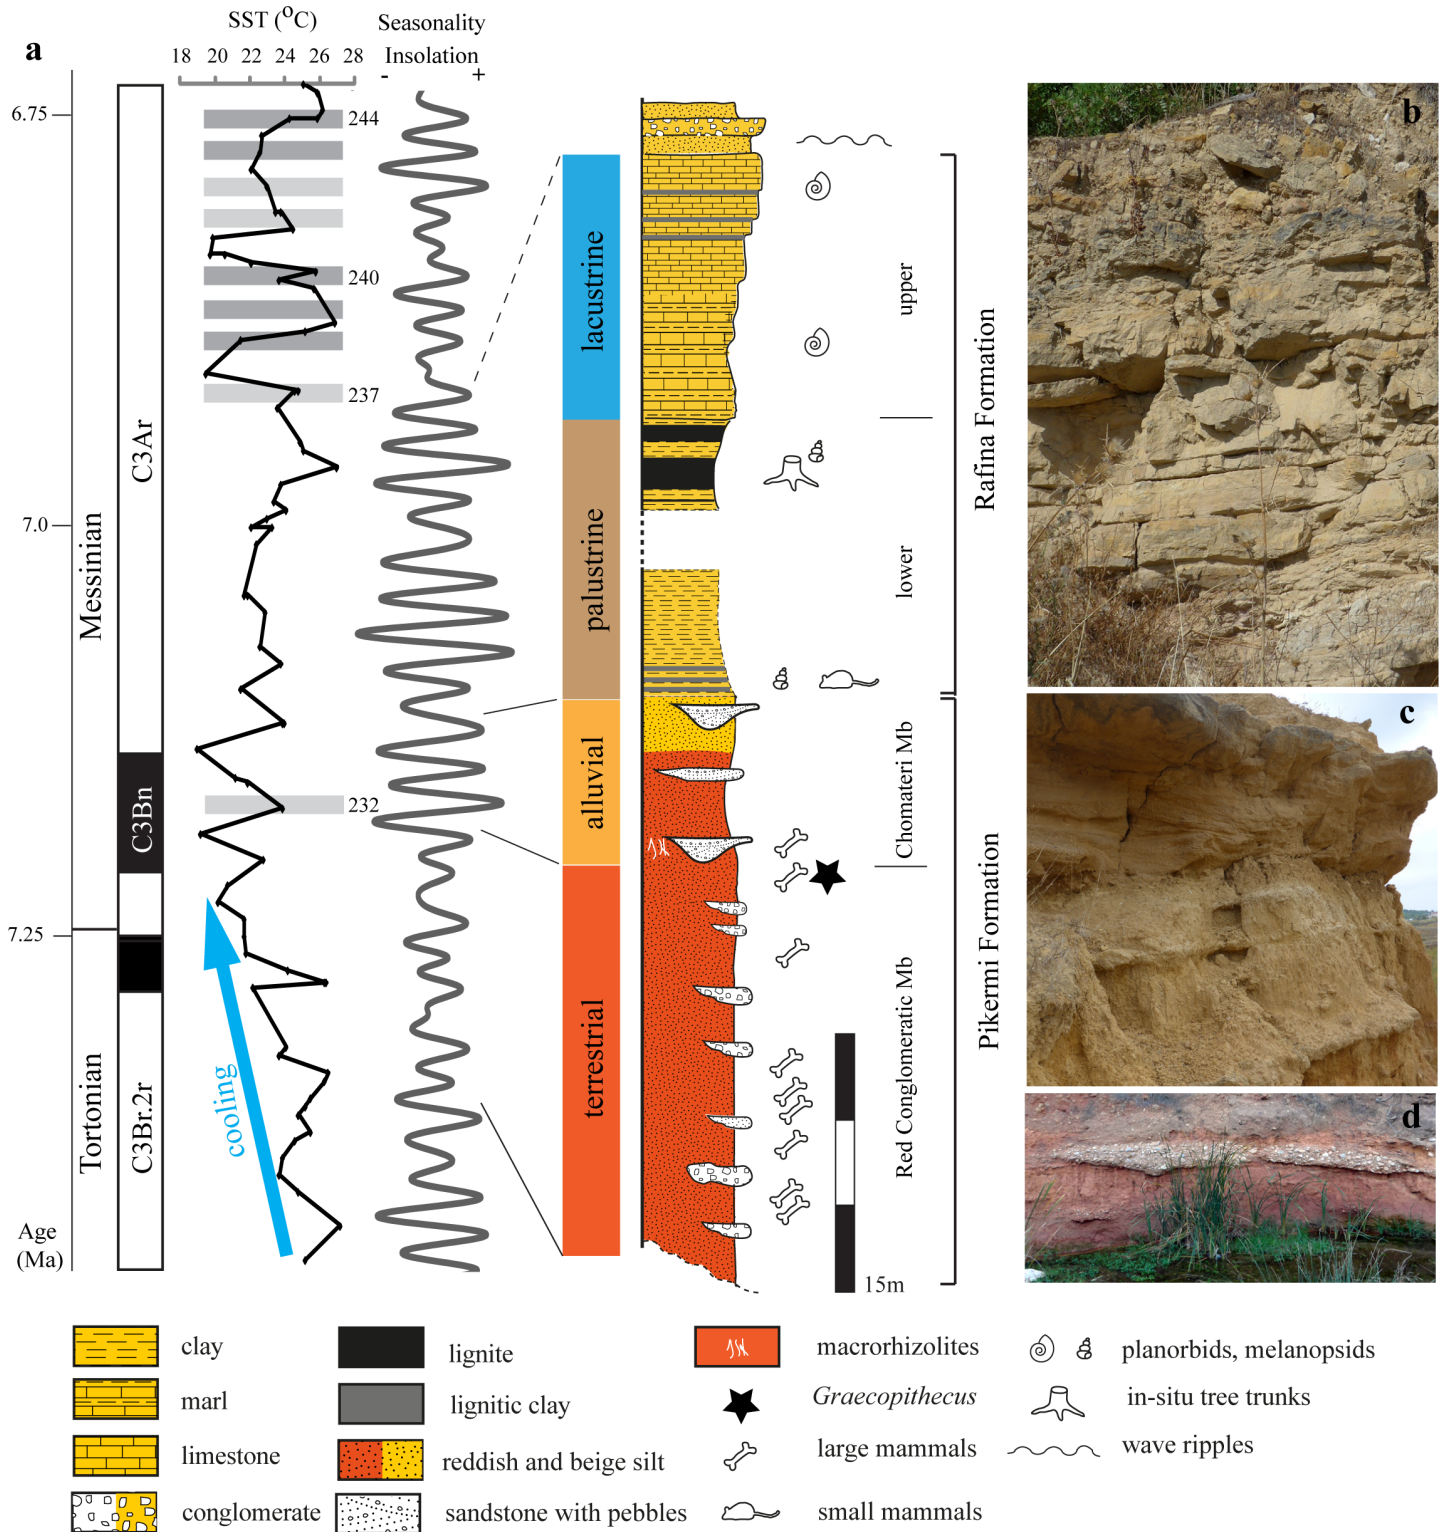 a
SST (oC)
18 20 22 24 26 28
Seasonality
Insolation
- +
6.75
7.0
7.25
Age
(Ma)
Messinian
Tortonian
C3Ar
C3Bn
C3Br.2r
244
240
237
232
cooling
lacustrine
palustrine
alluvial
terrestrial
upper
lower
Rafina Formation
Chomateri Mb
Red Conglomeratic Mb
Pikermi Formation
15m
b
c
d
clay
marl
limestone
conglomerate
lignite
lignitic clay
reddish and beige silt
sandstone with pebbles
macrorhizolites
Graecopithecus
large mammals
small mammals
planorbids, melanopsids
in-situ tree trunks
wave ripples